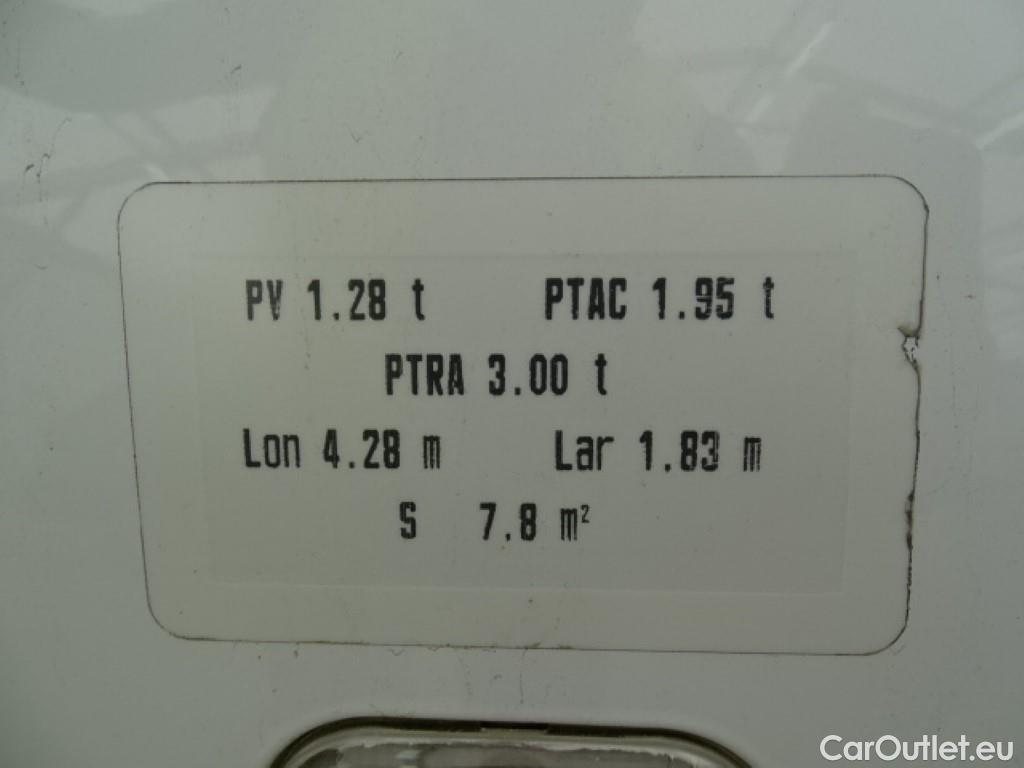 PV 1.28 t PTAC 1.95 t
PTRA 3.00 t
Lon 4.28 m Lar 1.83 m
S 7.8 m²
CarOutlet.eu